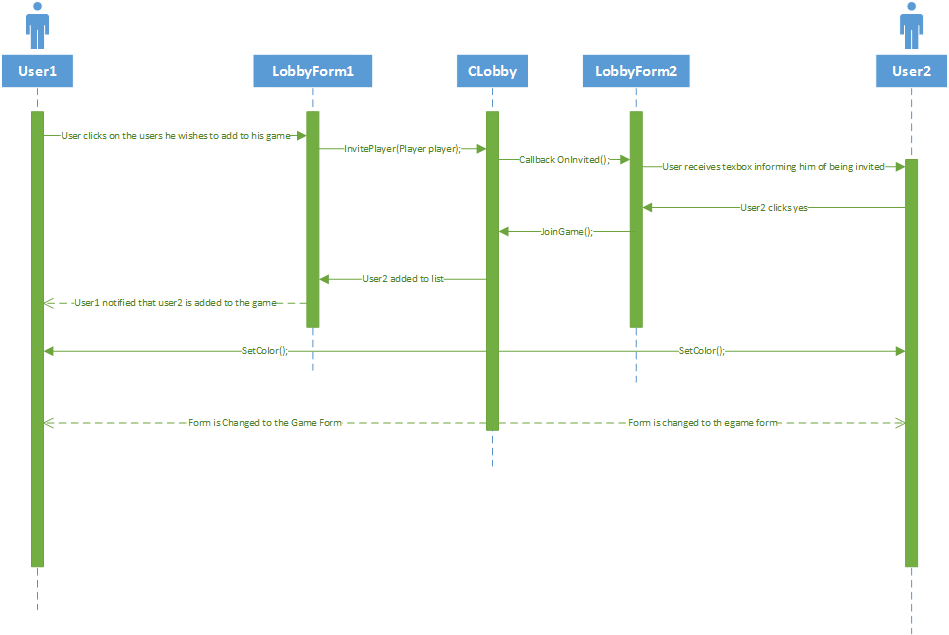 User1
LobbyForm1
CLobby
LobbyForm2
User2
User clicks on the users he wishes to add to his game
InvitePlayer(Player player);
Callback OnInvited();
User receives texbox informing him of being invited
User2 clicks yes
JoinGame();
User2 added to list
User1 notified that user2 is added to the game
SetColor();
SetColor();
Form is Changed to the Game Form
Form is changed to th egame form